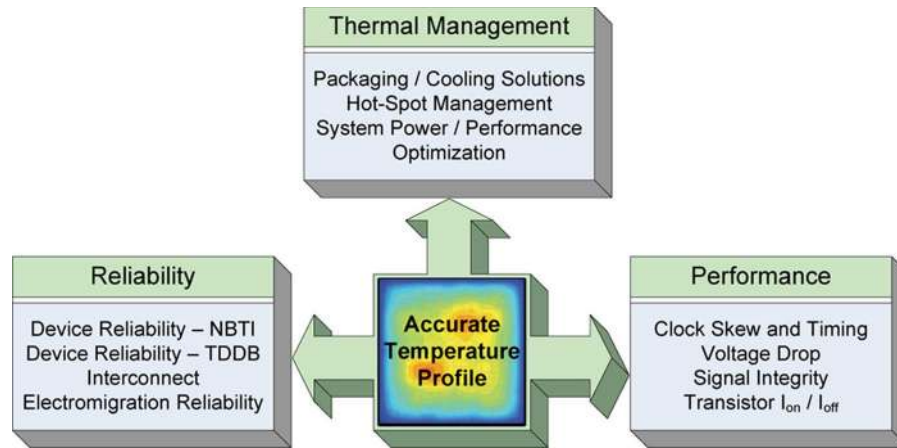 Thermal Management
Packaging / Cooling Solutions
Hot-Spot Management
System Power / Performance
Optimization
Reliability
Device Reliability – NBTI
Device Reliability – TDDB
Interconnect
Electromigration Reliability
Accurate
Temperature
Profile
Performance
Clock Skew and Timing
Voltage Drop
Signal Integrity
Transistor Ion / Ioff